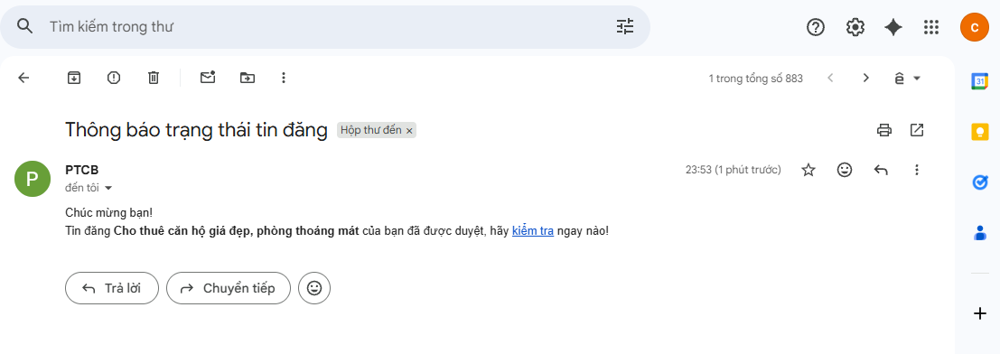 Tìm kiếm trong thư
C
1 trong tổng số 883
31
Thông báo trạng thái tin đăng
Hộp thư đến ×
P
PTCB
23:53 (1 phút trước)
đến tôi
Chúc mừng bạn!
Tin đăng Cho thuê căn hộ giá đẹp, phòng thoáng mát của bạn đã được duyệt, hãy kiểm tra ngay nào!
Trả lời
Chuyển tiếp